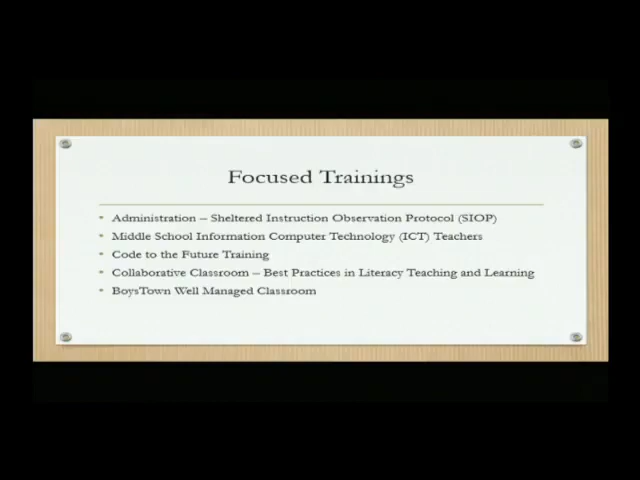 Focused Trainings
• Administration – Sheltered Instruction Observation Protocol (SIOP)
• Middle School Information Computer Technology (ICT) Teachers
• Code to the Future Training
• Collaborative Classroom – Best Practices in Literacy Teaching and Learning
• BoysTown Well Managed Classroom